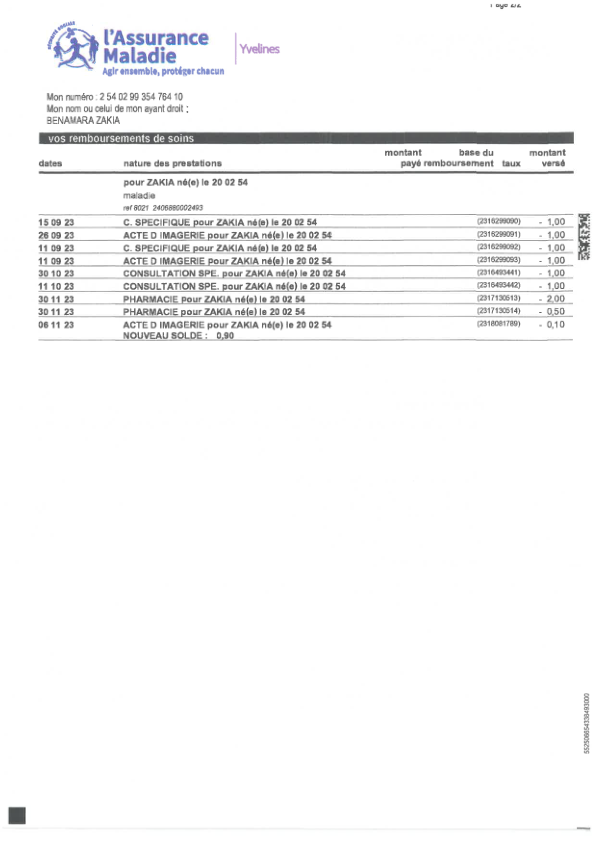 Page 2/2
SÉCURITÉ SOCIALE
l'Assurance
Maladie
Agir ensemble, protéger chacun
Yvelines
Mon numéro : 2 54 02 99 354 764 10
Mon nom ou celui de mon ayant droit :
BENAMARA ZAKIA
vos remboursements de soins
dates nature des prestations montant payé base du remboursement taux montant versé
pour ZAKIA né(e) le 20 02 54
maladie
ref 8021 2406880002493
15 09 23 C. SPECIFIQUE pour ZAKIA né(e) le 20 02 54 (2316299090) - 1,00
26 09 23 ACTE D IMAGERIE pour ZAKIA né(e) le 20 02 54 (2316299091) - 1,00
11 09 23 C. SPECIFIQUE pour ZAKIA né(e) le 20 02 54 (2316299092) - 1,00
11 09 23 ACTE D IMAGERIE pour ZAKIA né(e) le 20 02 54 (2316299093) - 1,00
30 10 23 CONSULTATION SPE. pour ZAKIA né(e) le 20 02 54 (2316493441) - 1,00
11 10 23 CONSULTATION SPE. pour ZAKIA né(e) le 20 02 54 (2316493442) - 1,00
30 11 23 PHARMACIE pour ZAKIA né(e) le 20 02 54 (2317130513) - 2,00
30 11 23 PHARMACIE pour ZAKIA né(e) le 20 02 54 (2317130514) - 0,50
06 11 23 ACTE D IMAGERIE pour ZAKIA né(e) le 20 02 54 (2318081789) - 0,10
NOUVEAU SOLDE : 0,90